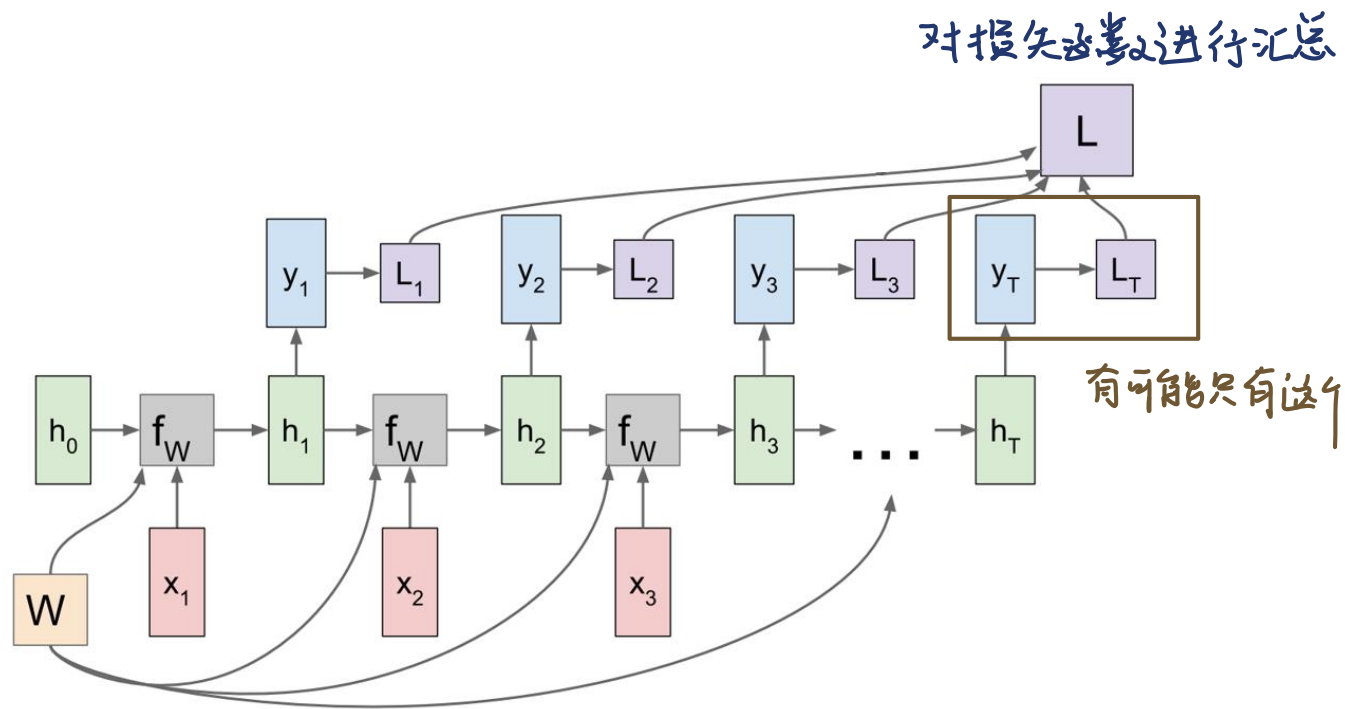 对损失函数进行汇总
L
y1 L1 y2 L2 y3 L3 yT LT
有可能只有这个
h0 fW h1 fW h2 fW h3 ... hT
W x1 x2 x3